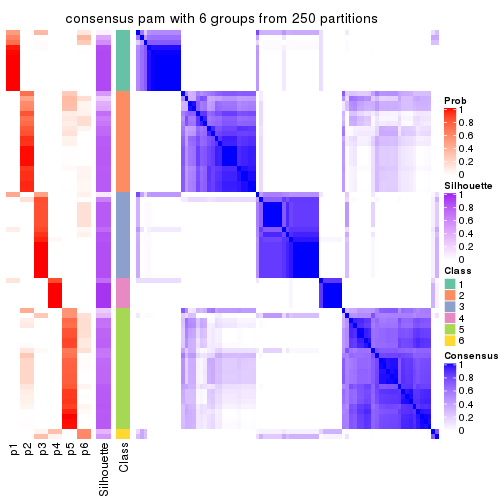 consensus pam with 6 groups from 250 partitions
Prob
1
0.8
0.6
0.4
0.2
0
Silhouette
1
0.8
0.6
0.4
0.2
0
Class
1
2
3
4
5
6
Consensus
1
0.8
0.6
0.4
0.2
0
p1
p2
p3
p4
p5
p6
Silhouette
Class